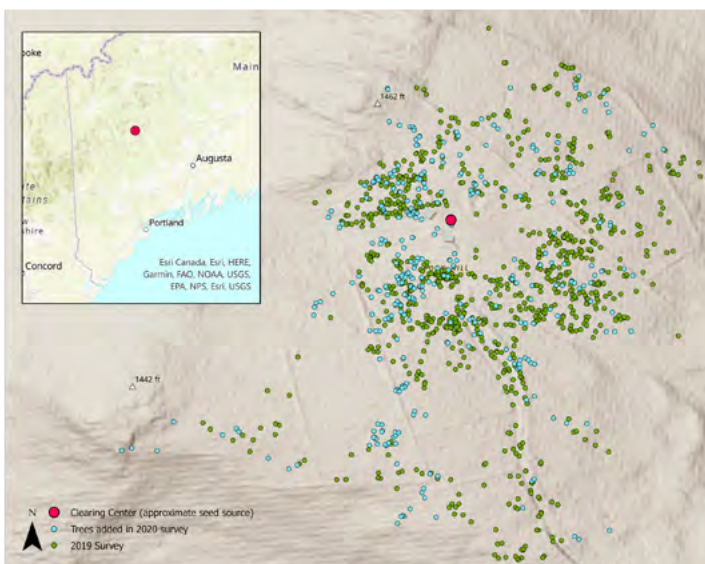 ooke
Main
Augusta
Portland
Concord
Esri Canada, Esri, HERE,
Garmin, FAO, NOAA, USGS,
EPA, NPS, Esri, USGS
1462 ft
1442 ft
N
Clearing Center (approximate seed source)
Trees added in 2020 survey
2019 Survey